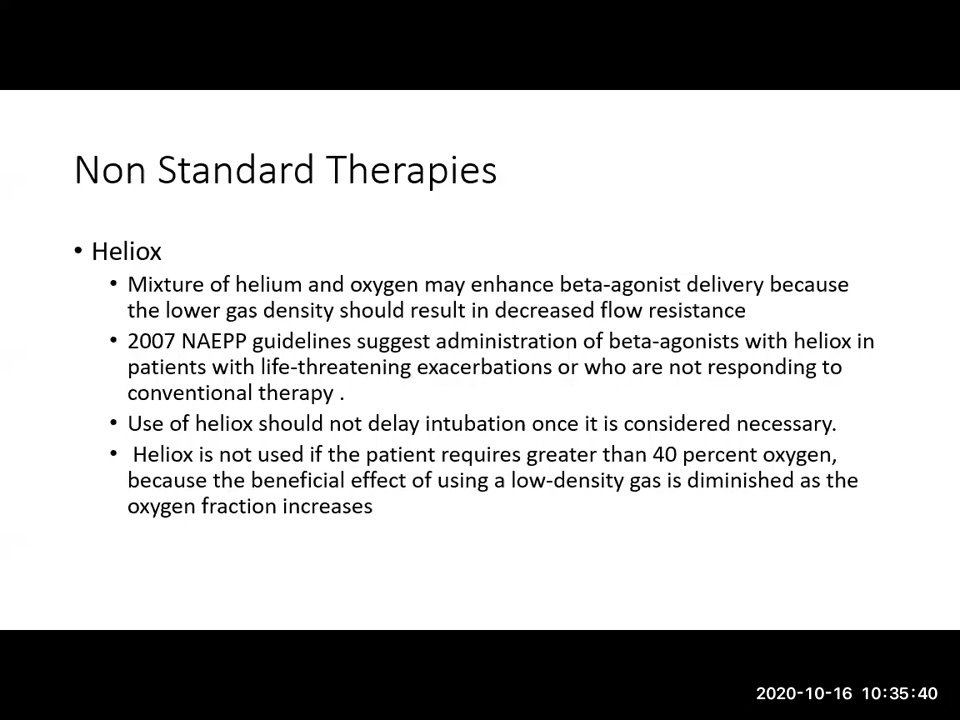 Non Standard Therapies
• Heliox
• Mixture of helium and oxygen may enhance beta-agonist delivery because
the lower gas density should result in decreased flow resistance
• 2007 NAEPP guidelines suggest administration of beta-agonists with heliox in
patients with life-threatening exacerbations or who are not responding to
conventional therapy .
• Use of heliox should not delay intubation once it is considered necessary.
• Heliox is not used if the patient requires greater than 40 percent oxygen,
because the beneficial effect of using a low-density gas is diminished as the
oxygen fraction increases
2020-10-16 10:35:40